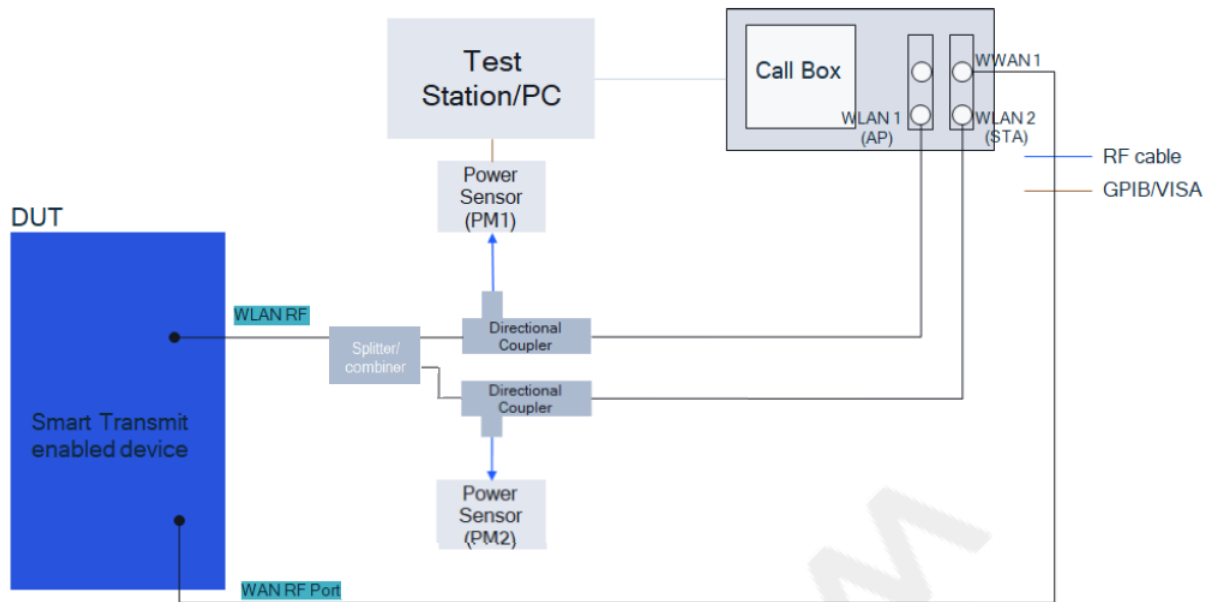 Test
Station/PC
Call Box
WWAN 1
WLAN 1
(AP)
WLAN 2
(STA)
RF cable
GPIB/VISA
Power
Sensor
(PM1)
DUT
WLAN RF
Splitter/
combiner
Directional
Coupler
Directional
Coupler
Smart Transmit
enabled device
Power
Sensor
(PM2)
WAN RF Port